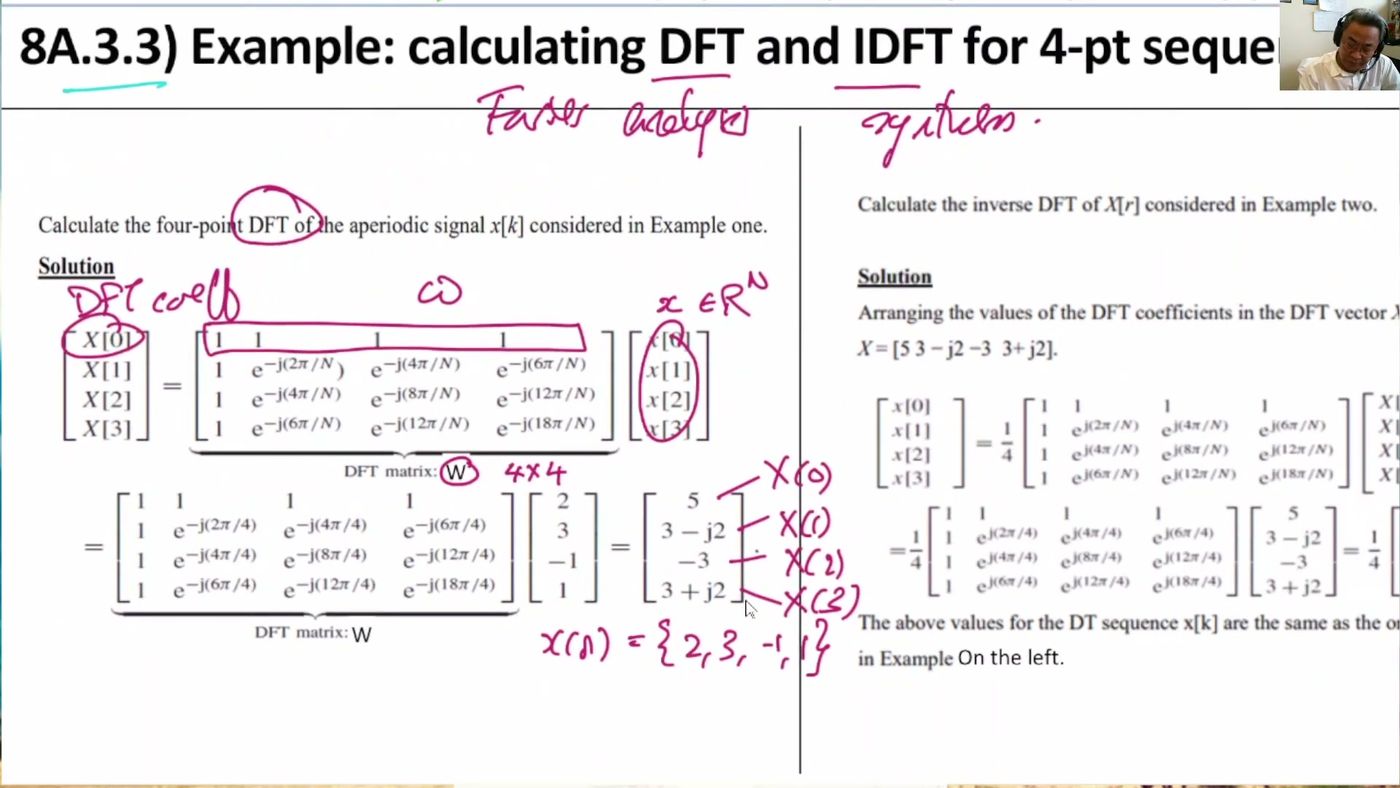 8A.3.3) Example: calculating DFT and IDFT for 4-pt seque
analysis
Calculate the four-point DFT of the aperiodic signal x[k] considered in Example one.
Solution
DFT coeff ω x ∈ R^N
X[0] 1 1 1 1 x[0]
X[1] = 1 e^-j(2π/N) e^-j(4π/N) e^-j(6π/N) x[1]
X[2] 1 e^-j(4π/N) e^-j(8π/N) e^-j(12π/N) x[2]
X[3] 1 e^-j(6π/N) e^-j(12π/N) e^-j(18π/N) x[3]
DFT matrix: W 4×4
1 1 1 1 2 5 X(0)
1 e^-j(2π/4) e^-j(4π/4) e^-j(6π/4) 3 3 – j2 X(1)
= 1 e^-j(4π/4) e^-j(8π/4) e^-j(12π/4) –1 = –3 X(2)
1 e^-j(6π/4) e^-j(12π/4) e^-j(18π/4) 1 3 + j2 X(3)
DFT matrix: W
x(n) = {2, 3, -1, 1}
synthesis.
Calculate the inverse DFT of X[r] considered in Example two.
Solution
Arranging the values of the DFT coefficients in the DFT vector
X = [5 3 – j2 –3 3+ j2].
x[0] 1 1 1 1 X[
x[1] = 1/4 1 e^j(2π/N) e^j(4π/N) e^j(6π/N) X[
x[2] 1 e^j(4π/N) e^j(8π/N) e^j(12π/N) X[
x[3] 1 e^j(6π/N) e^j(12π/N) e^j(18π/N) X[
1 1 1 1 5
= 1/4 1 e^j(2π/4) e^j(4π/4) e^j(6π/4) 3 – j2 = 1/4
1 e^j(4π/4) e^j(8π/4) e^j(12π/4) –3
1 e^j(6π/4) e^j(12π/4) e^j(18π/4) 3 + j2
The above values for the DT sequence x[k] are the same as the
in Example On the left.